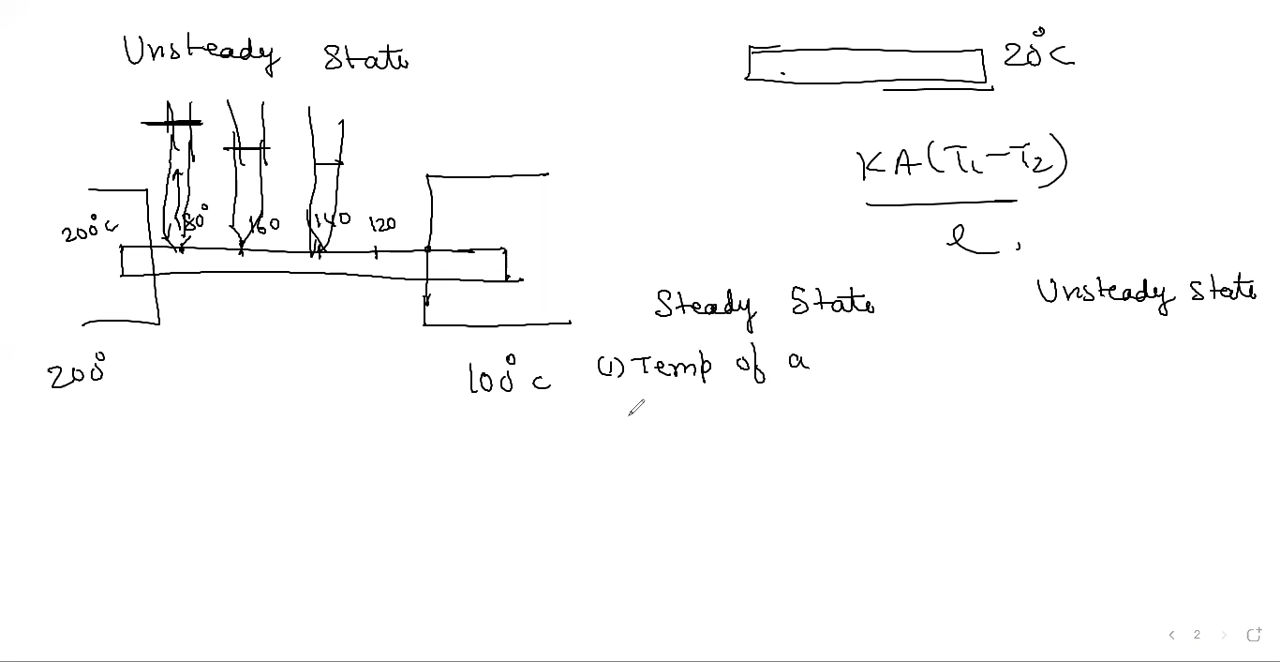 Unsteady State
20°C
KA(T₁-T₂)
l.
180° 160 140 120
200°C
Steady State
Unsteady State
200°
100°C
(1) Temp of a
2